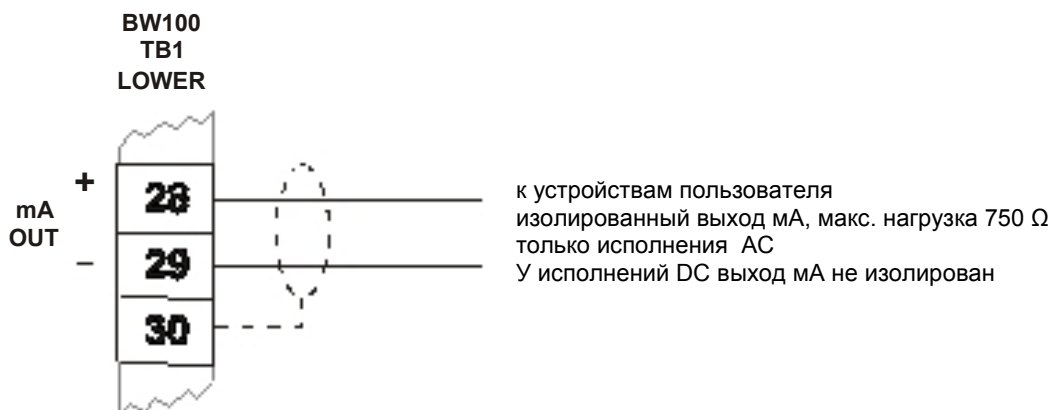 BW100
TB1
LOWER
+
28
mA
OUT
–
29
30
к устройствам пользователя
изолированный выход мА, макс. нагрузка 750 Ω
только исполнения AC
У исполнений DC выход мА не изолирован